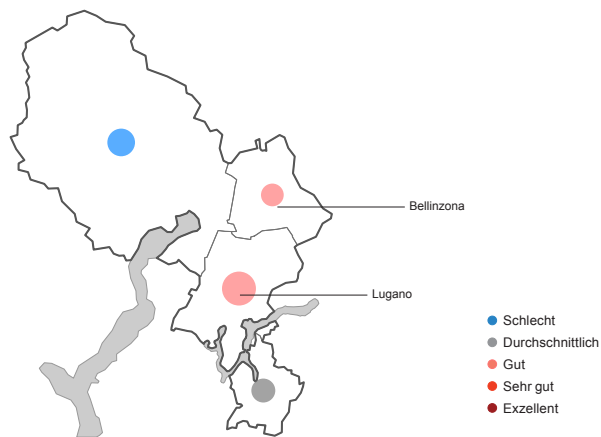 Bellinzona
Lugano
Schlecht
Durchschnittlich
Gut
Sehr gut
Exzellent